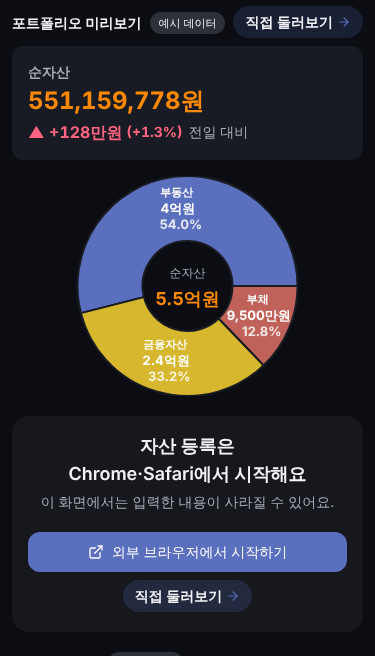 포트폴리오 미리보기
예시 데이터
직접 둘러보기 →
순자산
551,159,778원
▲ +128만원 (+1.3%) 전일 대비
부동산
4억원
54.0%
순자산
5.5억원
부채
9,500만원
12.8%
금융자산
2.4억원
33.2%
자산 등록은
Chrome·Safari에서 시작해요
이 화면에서는 입력한 내용이 사라질 수 있어요.
외부 브라우저에서 시작하기
직접 둘러보기 →